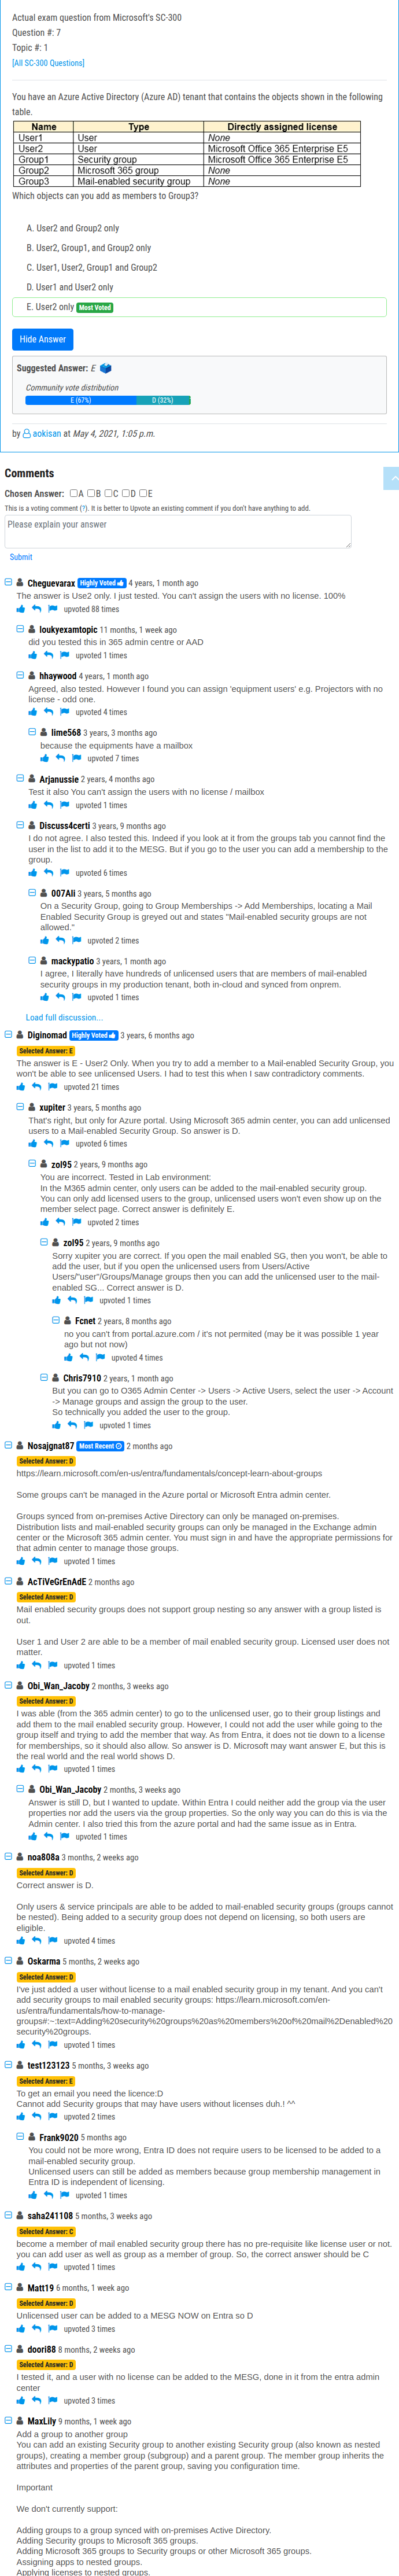 Actual exam question from Microsoft's SC-300
Question #: 7
Topic #: 1
[All SC-300 Questions]
You have an Azure Active Directory (Azure AD) tenant that contains the objects shown in the following
table.
Name Type Directly assigned license
User1 User None
User2 User Microsoft Office 365 Enterprise E5
Group1 Security group Microsoft Office 365 Enterprise E5
Group2 Microsoft 365 group None
Group3 Mail-enabled security group None
Which objects can you add as members to Group3?
A. User2 and Group2 only
B. User2, Group1, and Group2 only
C. User1, User2, Group1 and Group2
D. User1 and User2 only
E. User2 only Most Voted
Hide Answer
Suggested Answer: E
Community vote distribution
E (67%) D (32%)
by aokisan at May 4, 2021, 1:05 p.m.
Comments
Chosen Answer: A B C D E
This is a voting comment (?). It is better to Upvote an existing comment if you don't have anything to add.
Please explain your answer
Submit
Cheguevarax Highly Voted 4 years, 1 month ago
The answer is Use2 only. I just tested. You can't assign the users with no license. 100%
upvoted 88 times
loukyexamtopic 11 months, 1 week ago
did you tested this in 365 admin centre or AAD
upvoted 1 times
hhaywood 4 years, 1 month ago
Agreed, also tested. However I found you can assign 'equipment users' e.g. Projectors with no
license - odd one.
upvoted 4 times
lime568 3 years, 3 months ago
because the equipments have a mailbox
upvoted 7 times
Arjanussie 2 years, 4 months ago
Test it also You can't assign the users with no license / mailbox
upvoted 1 times
Discuss4certi 3 years, 9 months ago
I do not agree. I also tested this. Indeed if you look at it from the groups tab you cannot find the
user in the list to add it to the MESG. But if you go to the user you can add a membership to the
group.
upvoted 6 times
007Ali 3 years, 5 months ago
On a Security Group, going to Group Memberships -> Add Memberships, locating a Mail
Enabled Security Group is greyed out and states "Mail-enabled security groups are not
allowed."
upvoted 2 times
mackypatio 3 years, 1 month ago
I agree, I literally have hundreds of unlicensed users that are members of mail-enabled
security groups in my production tenant, both in-cloud and synced from onprem.
upvoted 1 times
Load full discussion...
Diginomad Highly Voted 3 years, 6 months ago
Selected Answer: E
The answer is E - User2 Only. When you try to add a member to a Mail-enabled Security Group, you
won't be able to see unlicensed Users. I had to test this when I saw contradictory comments.
upvoted 21 times
xupiter 3 years, 5 months ago
That's right, but only for Azure portal. Using Microsoft 365 admin center, you can add unlicensed
users to a Mail-enabled Security Group. So answer is D.
upvoted 6 times
zol95 2 years, 9 months ago
You are incorrect. Tested in Lab environment:
In the M365 admin center, only users can be added to the mail-enabled security group.
You can only add licensed users to the group, unlicensed users won't even show up on the
member select page. Correct answer is definitely E.
upvoted 2 times
zol95 2 years, 9 months ago
Sorry xupiter you are correct. If you open the mail enabled SG, then you won't, be able to
add the user, but if you open the unlicensed users from Users/Active
Users/"user"/Groups/Manage groups then you can add the unlicensed user to the mail-
enabled SG... Correct answer is D.
upvoted 1 times
Fcnet 2 years, 8 months ago
no you can't from portal.azure.com / it's not permited (may be it was possible 1 year
ago but not now)
upvoted 4 times
Chris7910 2 years, 1 month ago
But you can go to O365 Admin Center -> Users -> Active Users, select the user -> Account
-> Manage groups and assign the group to the user.
So technically you added the user to the group.
upvoted 1 times
Nosajgnat87 Most Recent 2 months ago
Selected Answer: D
https://learn.microsoft.com/en-us/entra/fundamentals/concept-learn-about-groups
Some groups can't be managed in the Azure portal or Microsoft Entra admin center.
Groups synced from on-premises Active Directory can only be managed on-premises.
Distribution lists and mail-enabled security groups can only be managed in the Exchange admin
center or the Microsoft 365 admin center. You must sign in and have the appropriate permissions for
that admin center to manage those groups.
upvoted 1 times
AcTiVeGrEnAdE 2 months ago
Selected Answer: D
Mail enabled security groups does not support group nesting so any answer with a group listed is
out.
User 1 and User 2 are able to be a member of mail enabled security group. Licensed user does not
matter.
upvoted 1 times
Obi_Wan_Jacoby 2 months, 3 weeks ago
Selected Answer: D
I was able (from the 365 admin center) to go to the unlicensed user, go to their group listings and
add them to the mail enabled security group. However, I could not add the user while going to the
group itself and trying to add the member that way. As from Entra, it does not tie down to a license
for memberships, so it should also allow. So answer is D. Microsoft may want answer E, but this is
the real world and the real world shows D.
upvoted 1 times
Obi_Wan_Jacoby 2 months, 3 weeks ago
Answer is still D, but I wanted to update. Within Entra I could neither add the group via the user
properties nor add the users via the group properties. So the only way you can do this is via the
Admin center. I also tried this from the azure portal and had the same issue as in Entra.
upvoted 1 times
noa808a 3 months, 2 weeks ago
Selected Answer: D
Correct answer is D.
Only users & service principals are able to be added to mail-enabled security groups (groups cannot
be nested). Being added to a security group does not depend on licensing, so both users are
eligible.
upvoted 4 times
Oskarma 5 months, 2 weeks ago
Selected Answer: D
I've just added a user without license to a mail enabled security group in my tenant. And you can't
add security groups to mail enabled security groups: https://learn.microsoft.com/en-
us/entra/fundamentals/how-to-manage-
groups#:~:text=Adding%20security%20groups%20as%20members%20of%20mail%2Denabled%20
security%20groups.
upvoted 1 times
test123123 5 months, 3 weeks ago
Selected Answer: E
To get an email you need the licence:D
Cannot add Security groups that may have users without licenses duh.! ^^
upvoted 2 times
Frank9020 5 months ago
You could not be more wrong, Entra ID does not require users to be licensed to be added to a
mail-enabled security group.
Unlicensed users can still be added as members because group membership management in
Entra ID is independent of licensing.
upvoted 1 times
saha241108 5 months, 3 weeks ago
Selected Answer: C
become a member of mail enabled security group there has no pre-requisite like license user or not.
you can add user as well as group as a member of group. So, the correct answer should be C
upvoted 1 times
Matt19 6 months, 1 week ago
Selected Answer: D
Unlicensed user can be added to a MESG NOW on Entra so D
upvoted 3 times
doori88 8 months, 2 weeks ago
Selected Answer: D
I tested it, and a user with no license can be added to the MESG, done in it from the entra admin
center
upvoted 3 times
MaxLily 9 months, 1 week ago
Add a group to another group
You can add an existing Security group to another existing Security group (also known as nested
groups), creating a member group (subgroup) and a parent group. The member group inherits the
attributes and properties of the parent group, saving you configuration time.
Important
We don't currently support:
Adding groups to a group synced with on-premises Active Directory.
Adding Security groups to Microsoft 365 groups.
Adding Microsoft 365 groups to Security groups or other Microsoft 365 groups.
Assigning apps to nested groups.
Applying licenses to nested groups.